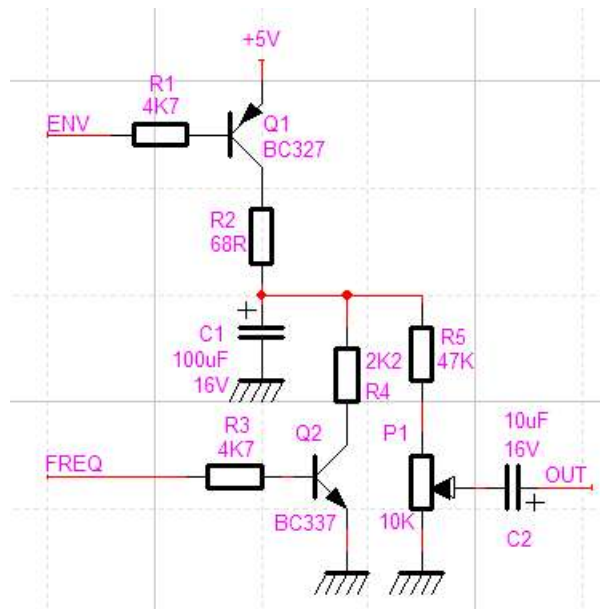 +5V
R1
4K7
ENV
Q1
BC327
R2
68R
+
C1
100uF
16V
2K2
R4
R5
47K
R3
4K7
Q2
P1
10uF
16V
FREQ
OUT
BC337
10K
+
C2